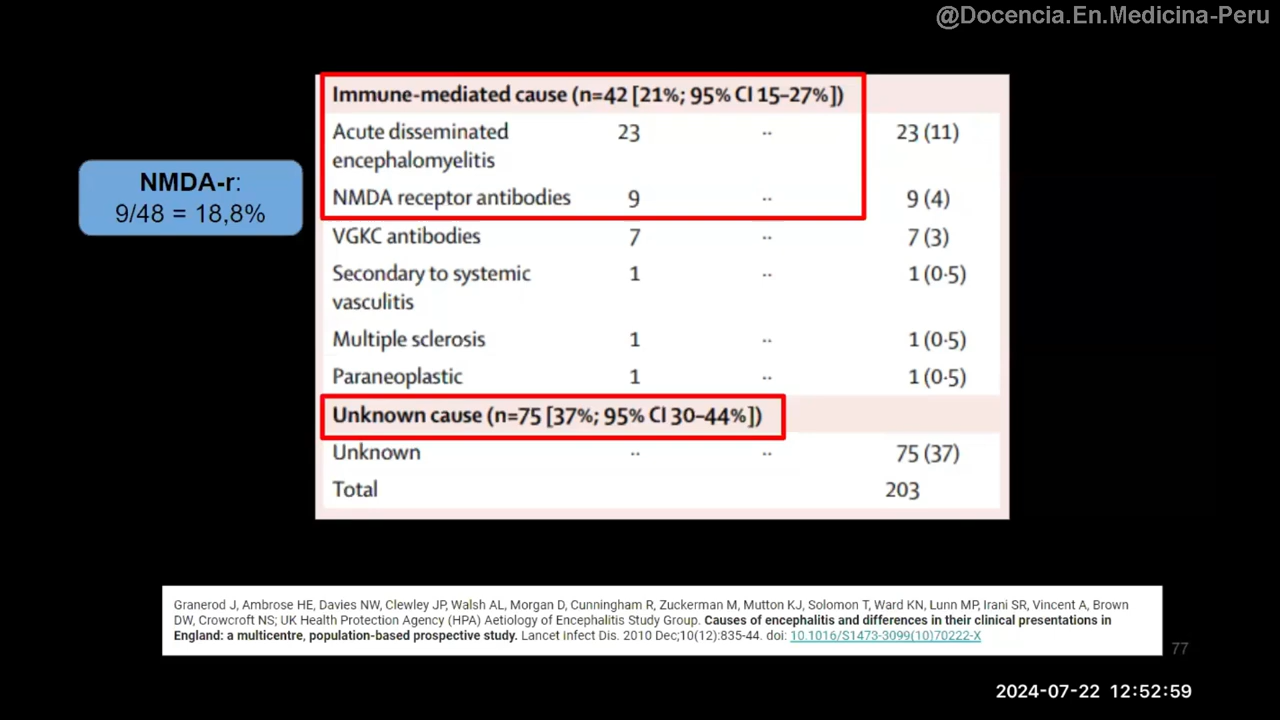 @Docencia.En.Medicina-Peru
Immune-mediated cause (n=42 [21%; 95% CI 15–27%])
Acute disseminated 23 ·· 23 (11)
encephalomyelitis
NMDA receptor antibodies 9 ·· 9 (4)
NMDA-r:
9/48 = 18,8%
VGKC antibodies 7 ·· 7 (3)
Secondary to systemic 1 ·· 1 (0·5)
vasculitis
Multiple sclerosis 1 ·· 1 (0·5)
Paraneoplastic 1 ·· 1 (0·5)
Unknown cause (n=75 [37%; 95% CI 30–44%])
Unknown ·· ·· 75 (37)
Total 203
Granerod J, Ambrose HE, Davies NW, Clewley JP, Walsh AL, Morgan D, Cunningham R, Zuckerman M, Mutton KJ, Solomon T, Ward KN, Lunn MP, Irani SR, Vincent A, Brown
DW, Crowcroft NS; UK Health Protection Agency (HPA) Aetiology of Encephalitis Study Group. Causes of encephalitis and differences in their clinical presentations in
England: a multicentre, population-based prospective study. Lancet Infect Dis. 2010 Dec;10(12):835-44. doi: 10.1016/S1473-3099(10)70222-X
77
2024-07-22 12:52:59